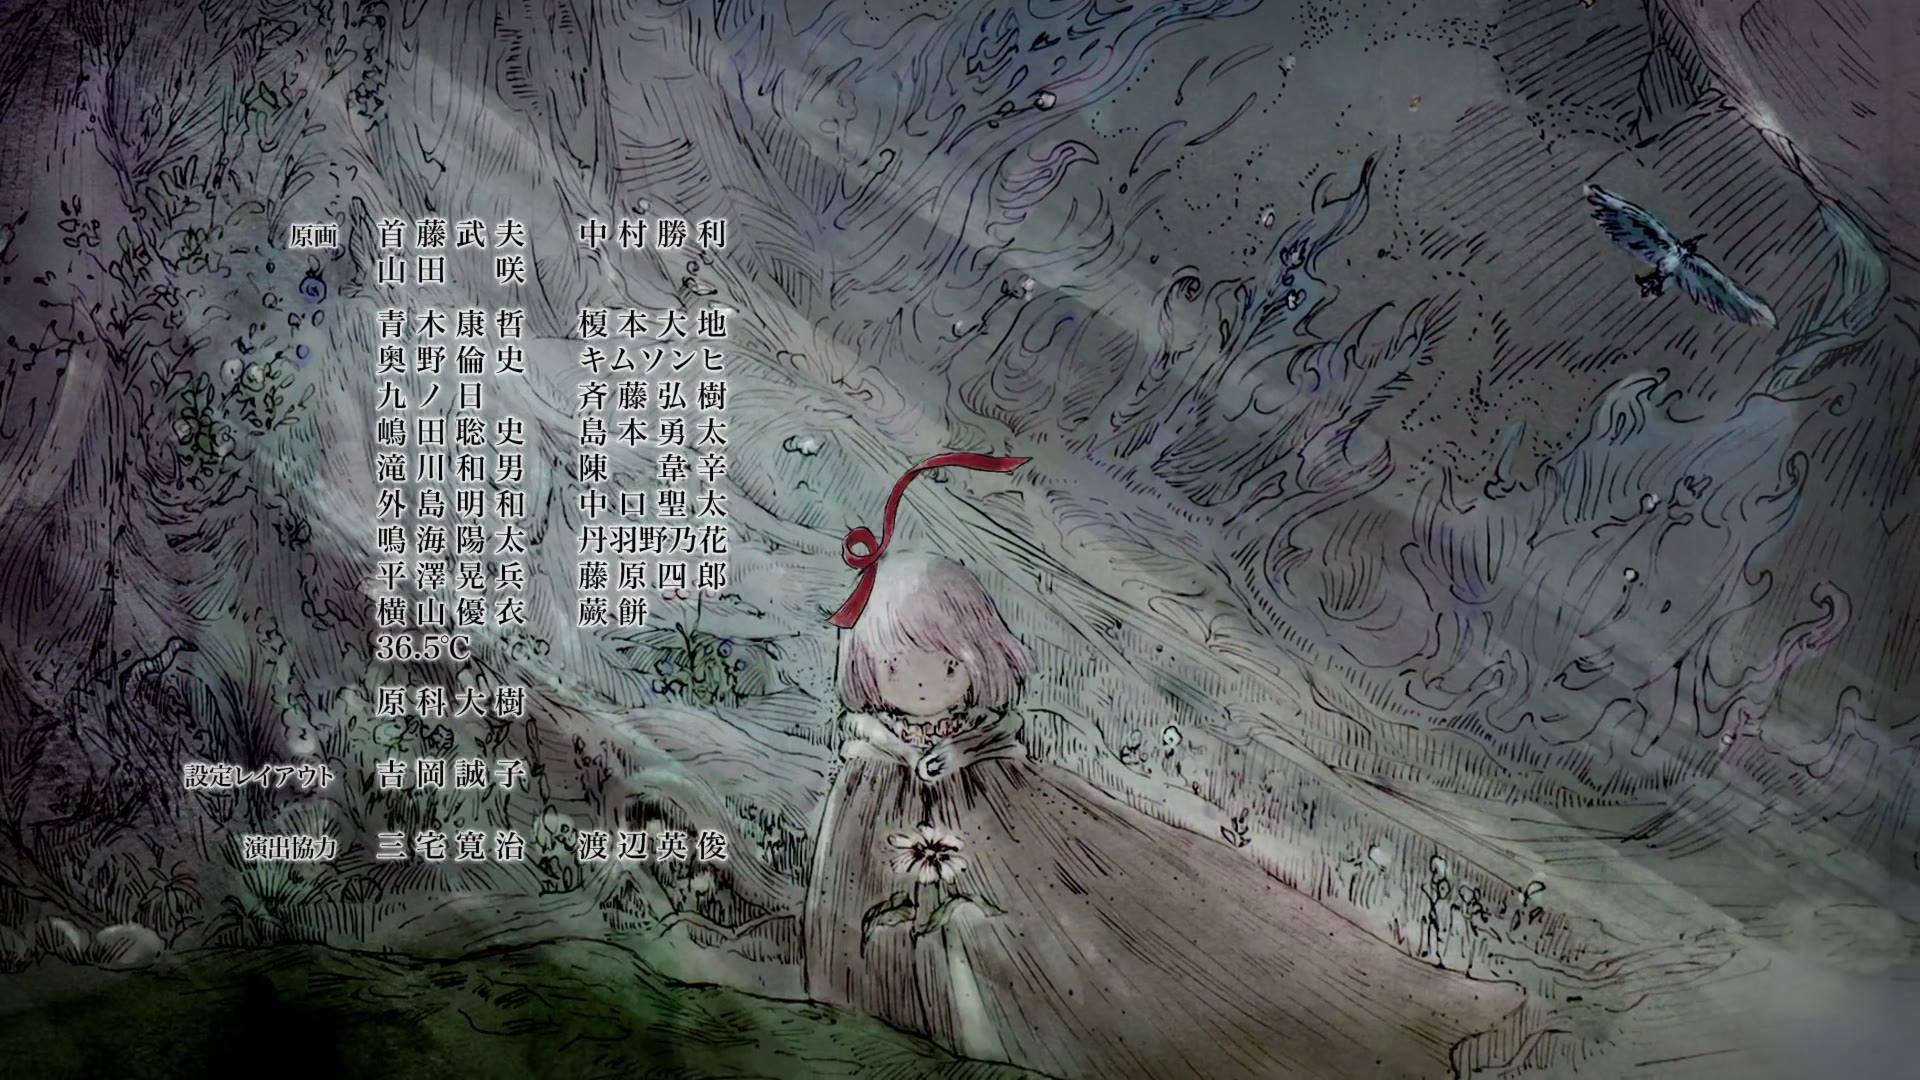 原画 首藤武夫 中村勝利
山田 咲
青木康哲 榎本大地
奥野倫史 キムソンヒ
九ノ日 斉藤弘樹
嶋田聡史 島本勇太
滝川和男 陳 韋辛
外島明和 中口聖太
鳴海陽太 丹羽野乃花
平澤晃兵 藤原四郎
横山優衣 蕨餅
36.5℃
原科大樹
設定レイアウト 吉岡誠子
演出協力 三宅寛治 渡辺英俊